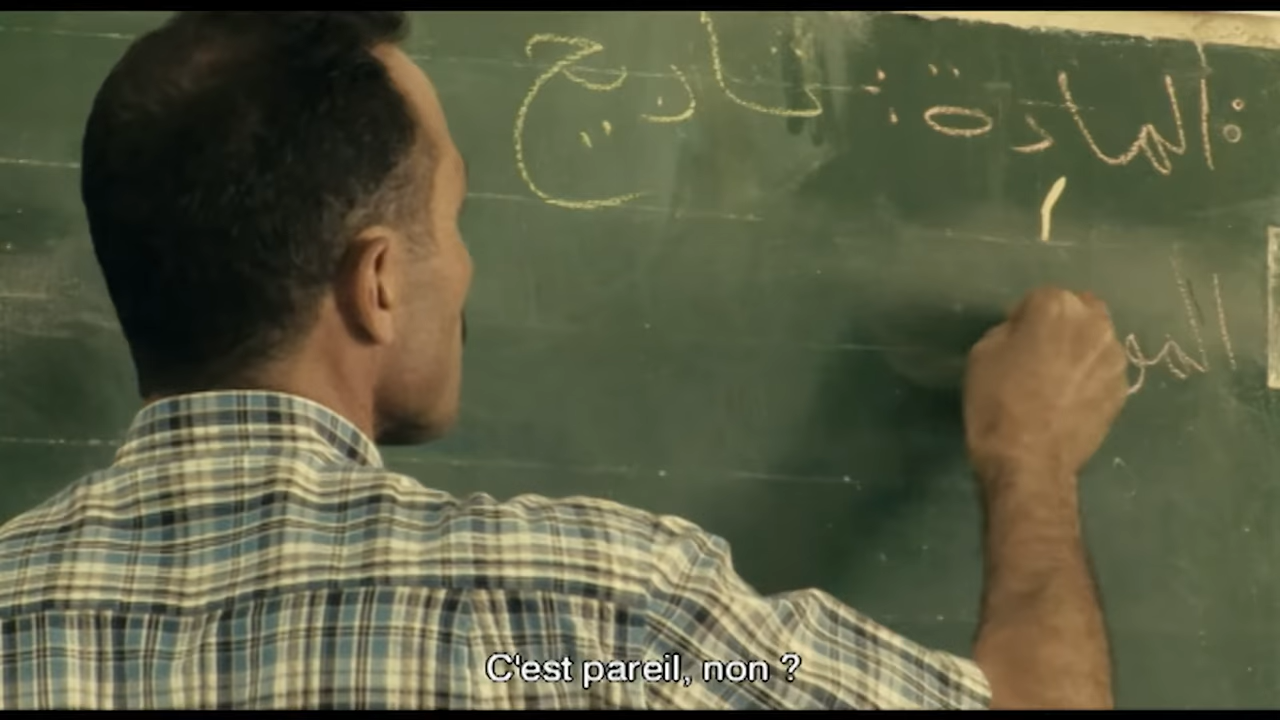 المادة: تاريخ
C'est pareil, non ?